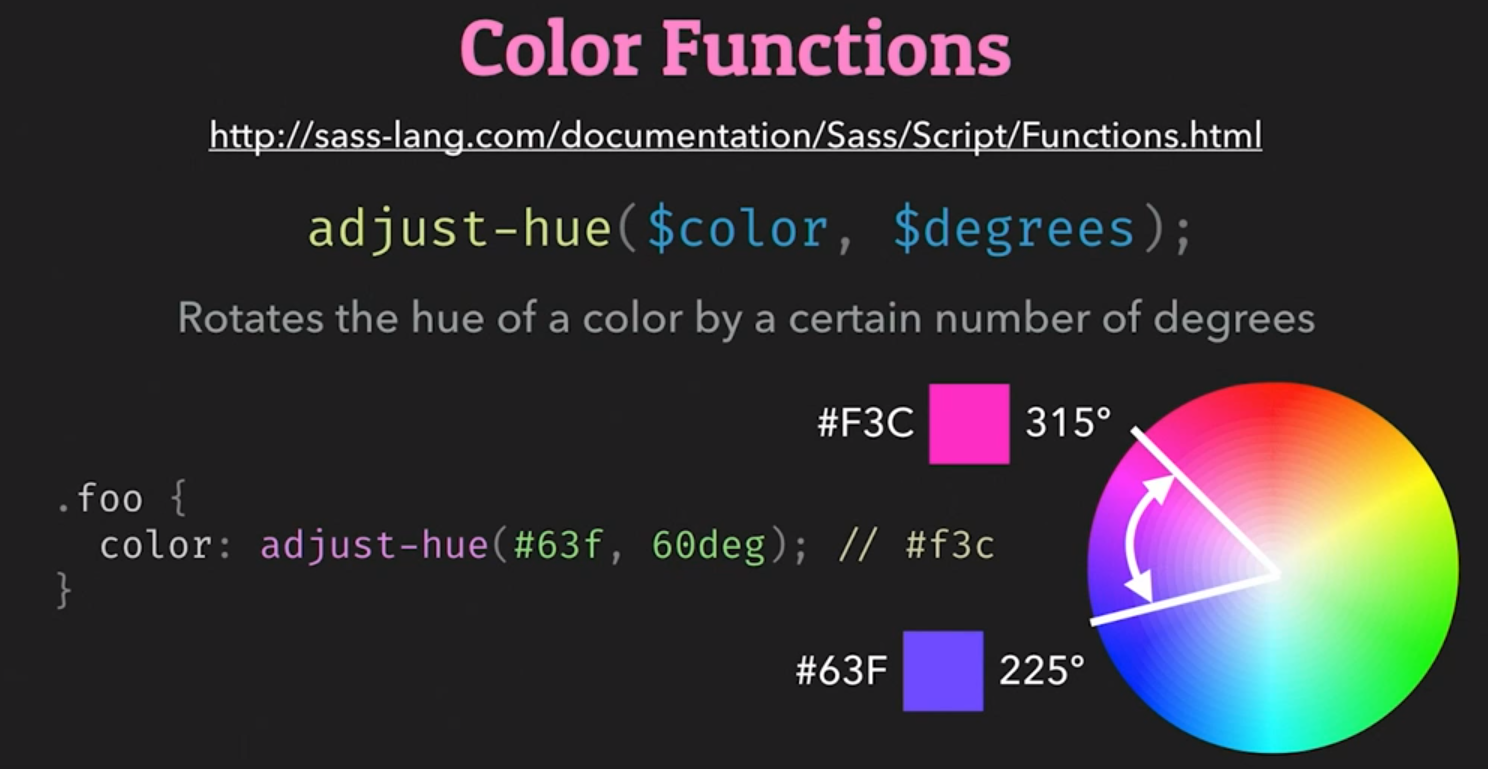 Color Functions
http://sass-lang.com/documentation/Sass/Script/Functions.html
adjust-hue($color, $degrees);
Rotates the hue of a color by a certain number of degrees
#F3C 315°
.foo {
color: adjust-hue(#63f, 60deg); // #f3c
}
#63F 225°